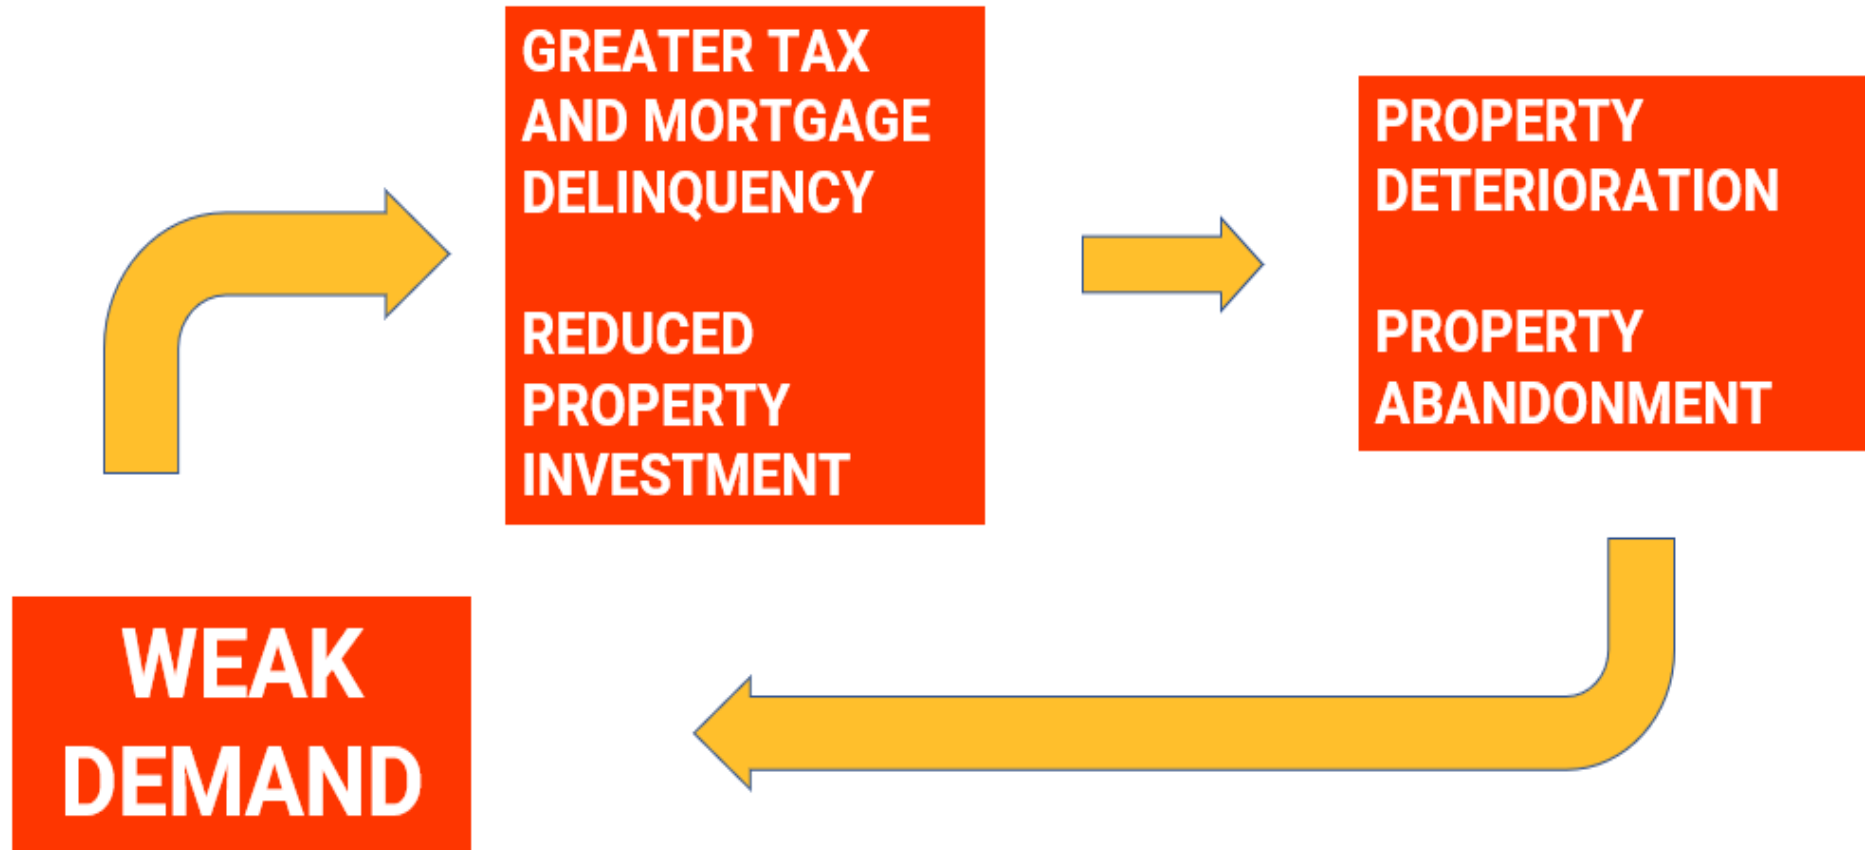 GREATER TAX
AND MORTGAGE
DELINQUENCY
REDUCED
PROPERTY
INVESTMENT
PROPERTY
DETERIORATION
PROPERTY
ABANDONMENT
WEAK
DEMAND